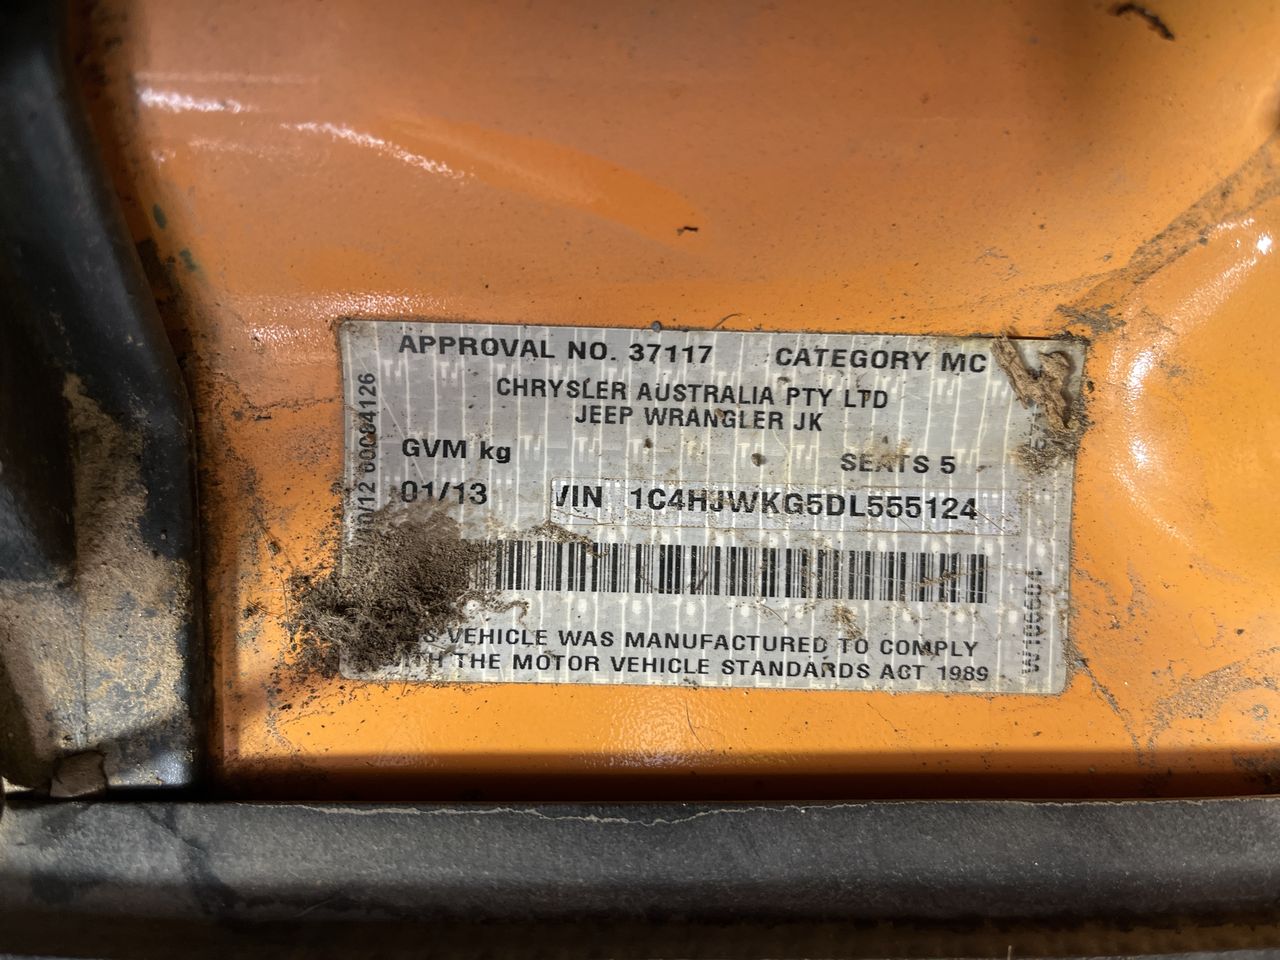 APPROVAL NO. 37117 CATEGORY MC
CHRYSLER AUSTRALIA PTY LTD
JEEP WRANGLER JK
GVM kg SEATS 5
01/13 VIN 1C4HJWKG5DL555124
VEHICLE WAS MANUFACTURED TO COMPLY
THE MOTOR VEHICLE STANDARDS ACT 1989
W106604